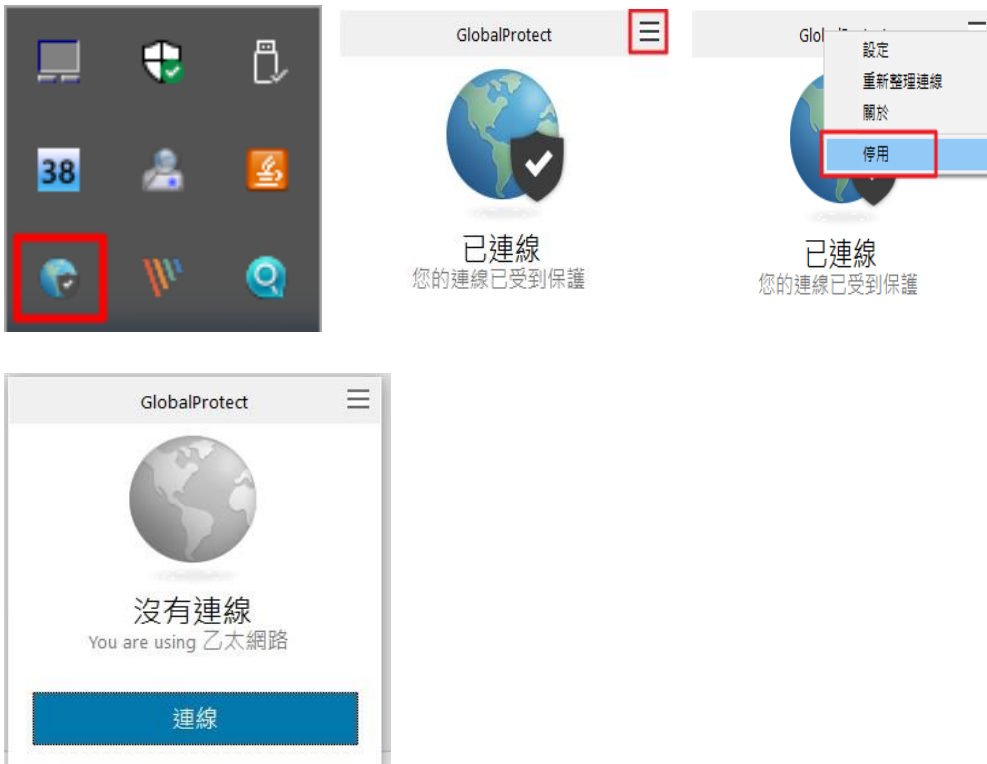 38
GlobalProtect
已連線
您的連線已受到保護
設定
重新整理連線
關於
停用
已連線
您的連線已受到保護
GlobalProtect
沒有連線
You are using 乙太網路
連線